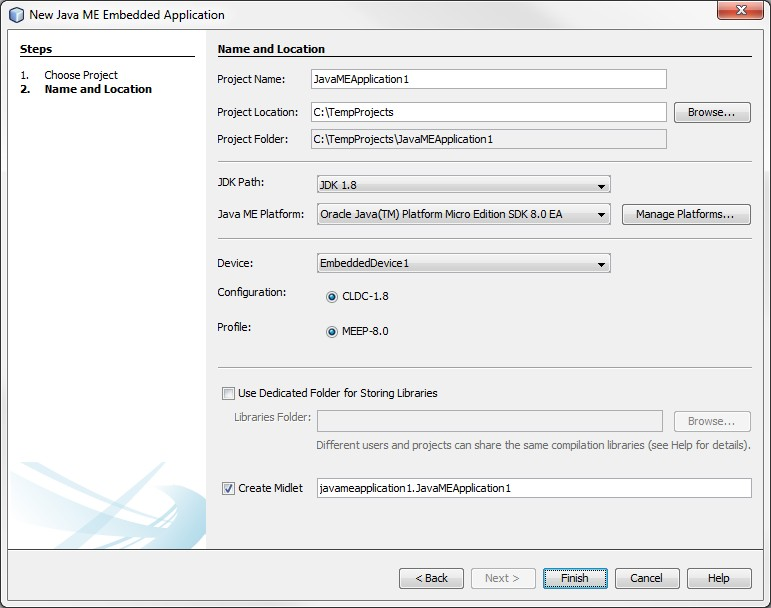 New Java ME Embedded Application
Steps
1. Choose Project
2. Name and Location
Name and Location
Project Name: JavaMEApplication1
Project Location: C:\TempProjects Browse...
Project Folder: C:\TempProjects\JavaMEApplication1
JDK Path: JDK 1.8
Java ME Platform: Oracle Java(TM) Platform Micro Edition SDK 8.0 EA Manage Platforms...
Device: EmbeddedDevice1
Configuration: CLDC-1.8
Profile: MEEP-8.0
Use Dedicated Folder for Storing Libraries
Libraries Folder: Browse...
Different users and projects can share the same compilation libraries (see Help for details).
Create Midlet javameapplication1.JavaMEApplication1
< Back Next > Finish Cancel Help